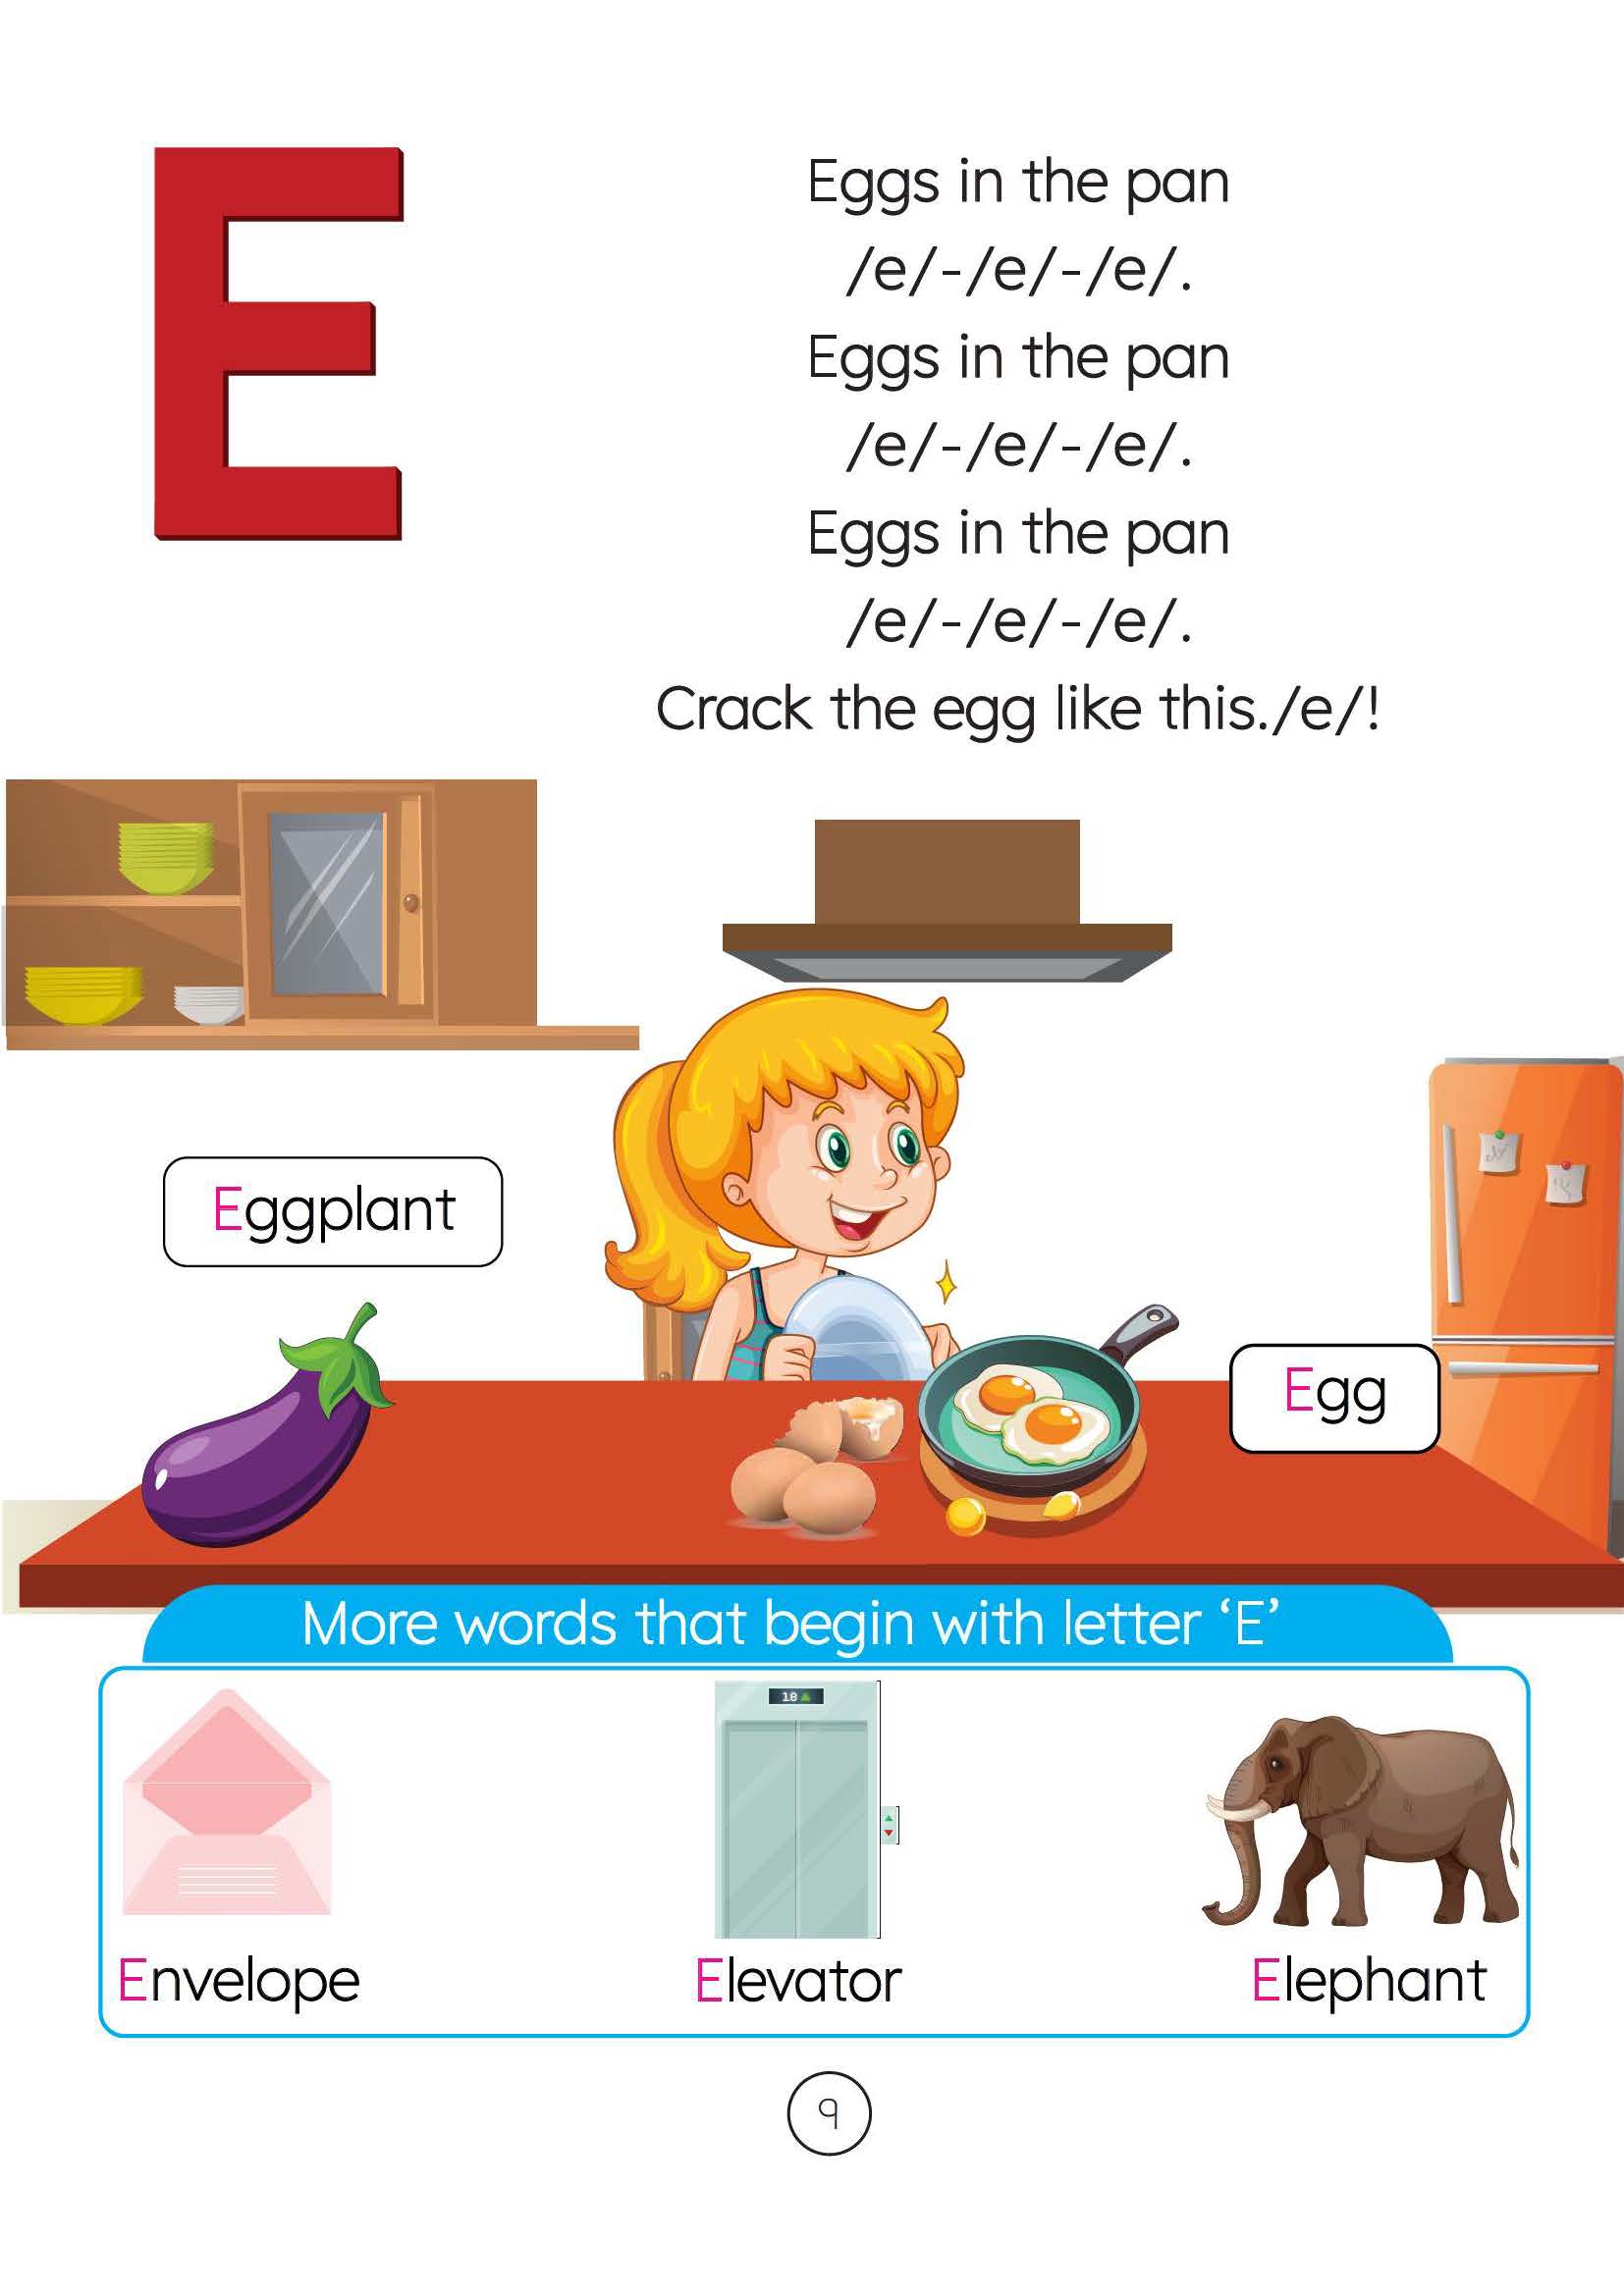 E
Eggs in the pan
/e/-/e/-/e/.
Eggs in the pan
/e/-/e/-/e/.
Eggs in the pan
/e/-/e/-/e/.
Crack the egg like this./e/!
Eggplant
Egg
More words that begin with letter ‘E’
18
Envelope
Elevator
Elephant
9